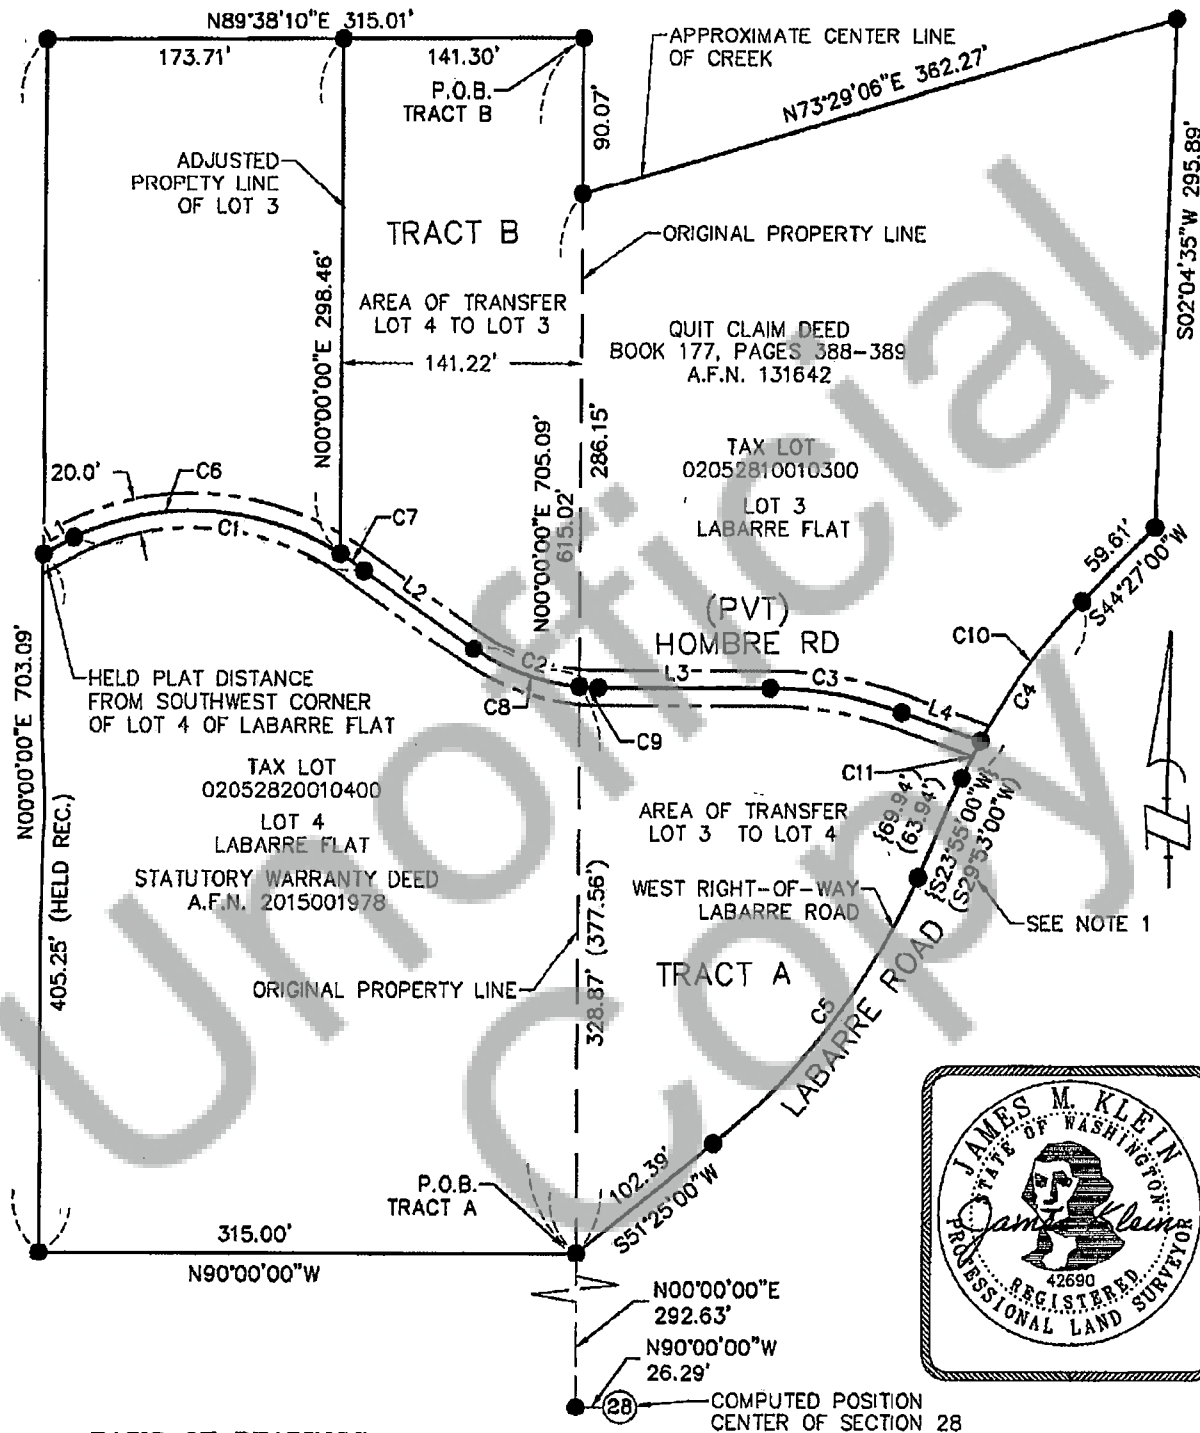 N89°38'10"E 315.01'
173.71'
141.30'
P.O.B.
TRACT B
90.07'
APPROXIMATE CENTER LINE
OF CREEK
N73°29'06"E 362.27'
S02°04'35"W 295.89'
ADJUSTED
PROPETY LINE
OF LOT 3
TRACT B
ORIGINAL PROPERTY LINE
N00°00'00"E 298.46'
AREA OF TRANSFER
LOT 4 TO LOT 3
141.22'
QUIT CLAIM DEED
BOOK 177, PAGES 388-389
A.F.N. 131642
N00°00'00"E 705.09'
615.02'
286.15'
TAX LOT
02052810010300
LOT 3
LABARRE FLAT
20.0'
C6
L1
C1
C7
L2
59.61'
S44°27'00"W
(PVT)
HOMBRE RD
C10
C2
L3
C3
C4
L4
C8
C9
C11
N00°00'00"E 703.09'
HELD PLAT DISTANCE
FROM SOUTHWEST CORNER
OF LOT 4 OF LABARRE FLAT
TAX LOT
02052820010400
LOT 4
LABARRE FLAT
STATUTORY WARRANTY DEED
A.F.N. 2015001978
405.25' (HELD REC.)
AREA OF TRANSFER
LOT 3 TO LOT 4
{69.94'}
(63.94')
{S23°55'00"W}
(S29°53'00"W)
WEST RIGHT-OF-WAY
LABARRE ROAD
SEE NOTE 1
ORIGINAL PROPERTY LINE
328.87' (377.56')
TRACT A
C5
LABARRE ROAD
P.O.B.
TRACT A
102.39'
S51°25'00"W
315.00'
N90°00'00"W
N00°00'00"E
292.63'
N90°00'00"W
26.29'
28
COMPUTED POSITION
CENTER OF SECTION 28
N
JAMES M. KLEIN
STATE OF WASHINGTON
James Klein
42690
REGISTERED
PROFESSIONAL LAND SURVEYOR
Unofficial
Copy